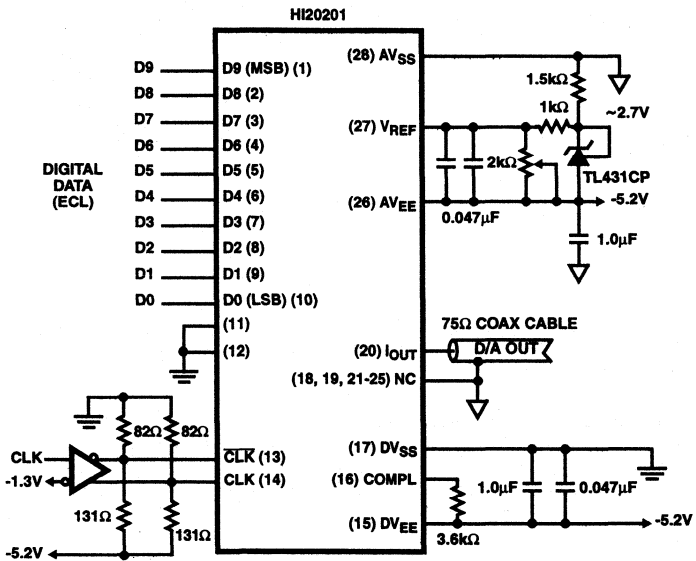 HI20201
D9 D9 (MSB) (1)
D8 D8 (2)
D7 D7 (3)
D6 D6 (4)
D5 D5 (5)
D4 D4 (6)
D3 D3 (7)
D2 D2 (8)
D1 D1 (9)
D0 D0 (LSB) (10)
(11)
(12)
DIGITAL
DATA
(ECL)
82Ω 82Ω
CLK
-1.3V
C̅L̅K̅ (13)
CLK (14)
131Ω
131Ω
-5.2V
(28) AVSS
1.5kΩ
1kΩ
~2.7V
(27) VREF
2kΩ
TL431CP
(26) AVEE
-5.2V
0.047μF
1.0μF
75Ω COAX CABLE
(20) IOUT
D/A OUT
(18, 19, 21-25) NC
(17) DVSS
(16) COMPL
1.0μF
0.047μF
(15) DVEE
-5.2V
3.6kΩ